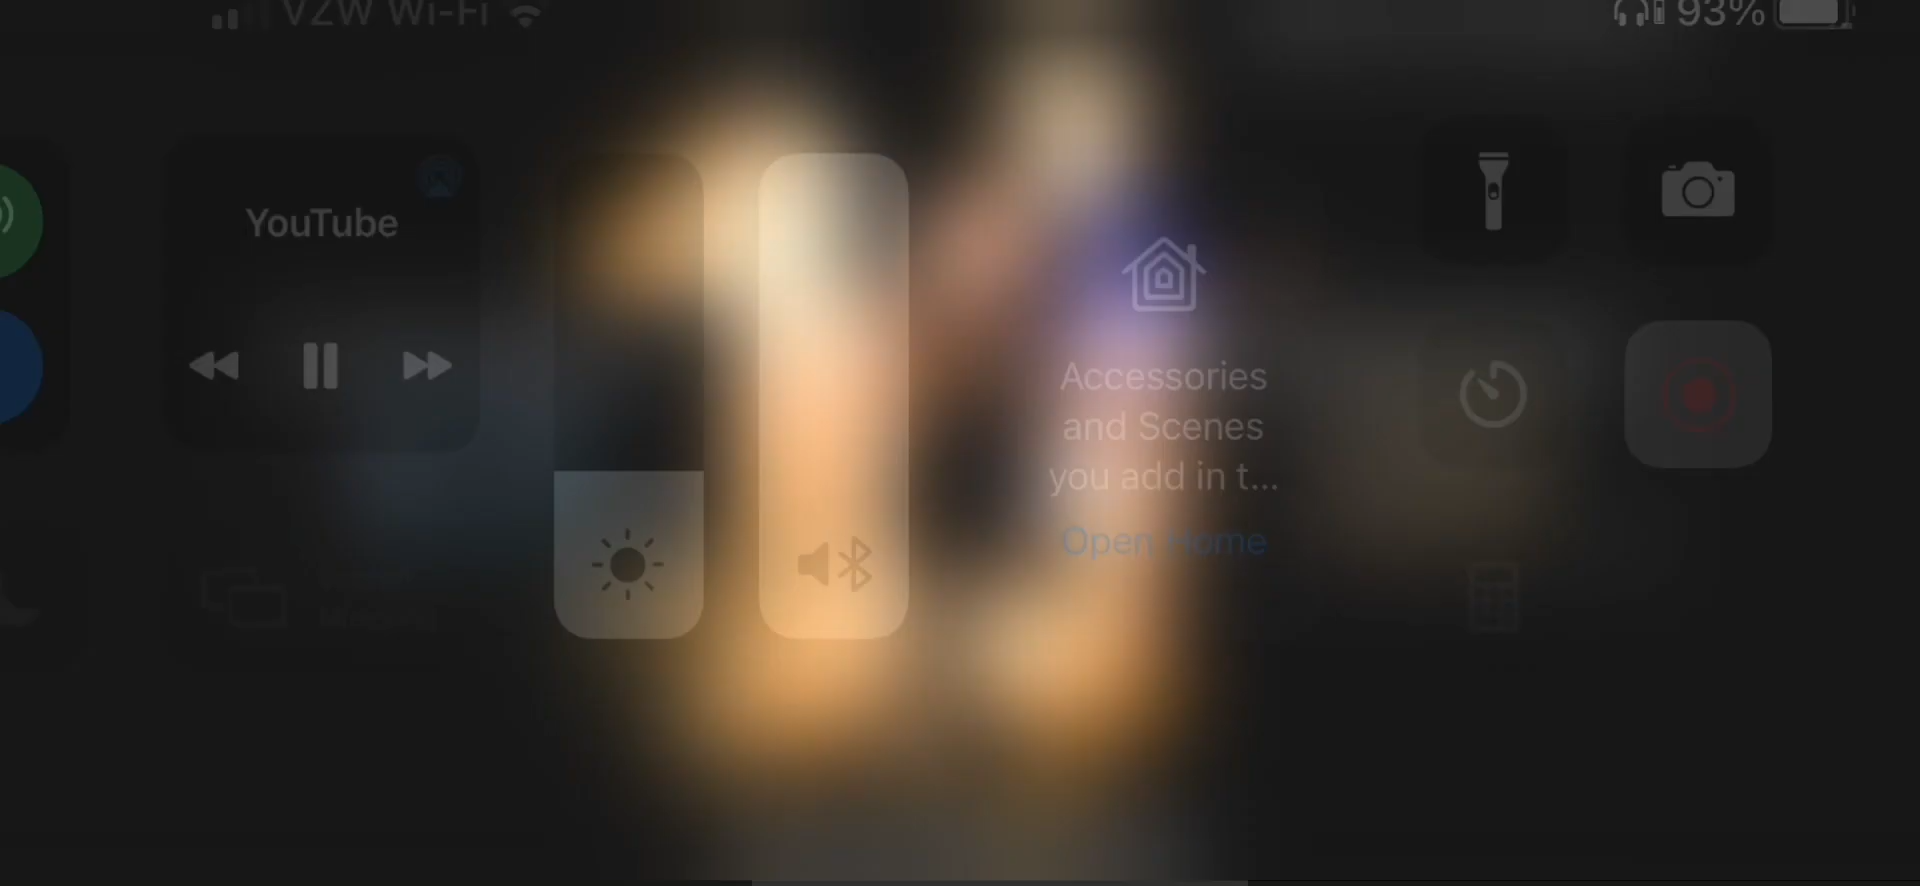 VZW Wi-Fi
93%
YouTube
Accessories
and Scenes
you add in t...
Open Home